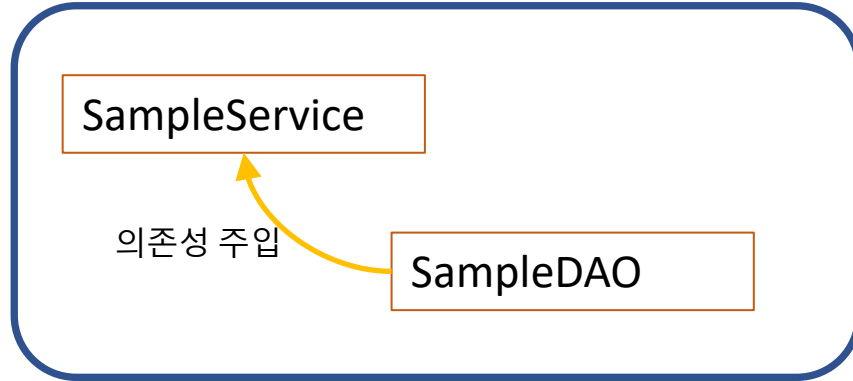 SampleService
의존성 주입
SampleDAO